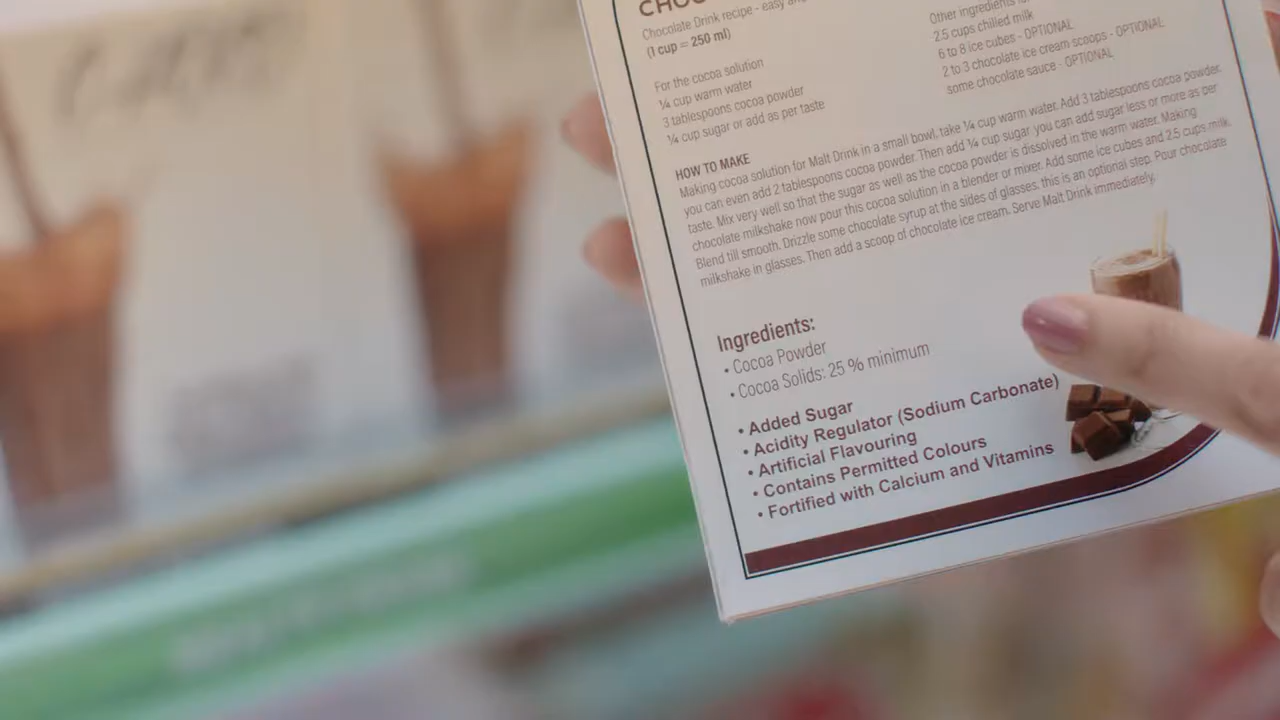 CHOC
Chocolate Drink recipe - easy and
(1 cup = 250 ml)
For the cocoa solution
¼ cup warm water
3 tablespoons cocoa powder
¼ cup sugar or add as per taste
Other ingredients
2.5 cups chilled milk
6 to 8 ice cubes - OPTIONAL
2 to 3 chocolate ice cream scoops - OPTIONAL
some chocolate sauce - OPTIONAL
HOW TO MAKE
Making cocoa solution for Malt Drink in a small bowl, take ¼ cup warm water. Add 3 tablespoons cocoa powder.
you can even add 2 tablespoons cocoa powder. Then add ¼ cup sugar. you can add sugar less or more as per
taste. Mix very well so that the sugar as well as the cocoa powder is dissolved in the warm water. Making
chocolate milkshake now pour this cocoa solution in a blender or mixer. Add some ice cubes and 2.5 cups milk.
Blend till smooth. Drizzle some chocolate syrup at the sides of glasses. this is an optional step. Pour chocolate
milkshake in glasses. Then add a scoop of chocolate ice cream. Serve Malt Drink immediately.
Ingredients:
• Cocoa Powder
• Cocoa Solids: 25 % minimum
• Added Sugar
• Acidity Regulator (Sodium Carbonate)
• Artificial Flavouring
• Contains Permitted Colours
• Fortified with Calcium and Vitamins